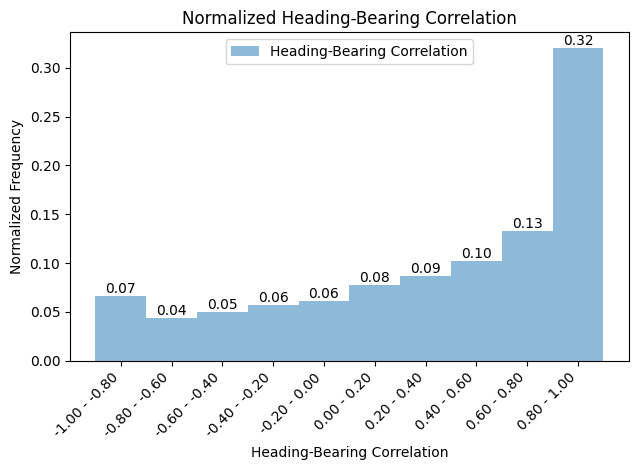 Normalized Heading-Bearing Correlation
Heading-Bearing Correlation
Normalized Frequency
0.30
0.25
0.20
0.15
0.10
0.05
0.00
0.07
0.04
0.05
0.06
0.06
0.08
0.09
0.10
0.13
0.32
-1.00 - -0.80
-0.80 - -0.60
-0.60 - -0.40
-0.40 - -0.20
-0.20 - 0.00
0.00 - 0.20
0.20 - 0.40
0.40 - 0.60
0.60 - 0.80
0.80 - 1.00
Heading-Bearing Correlation